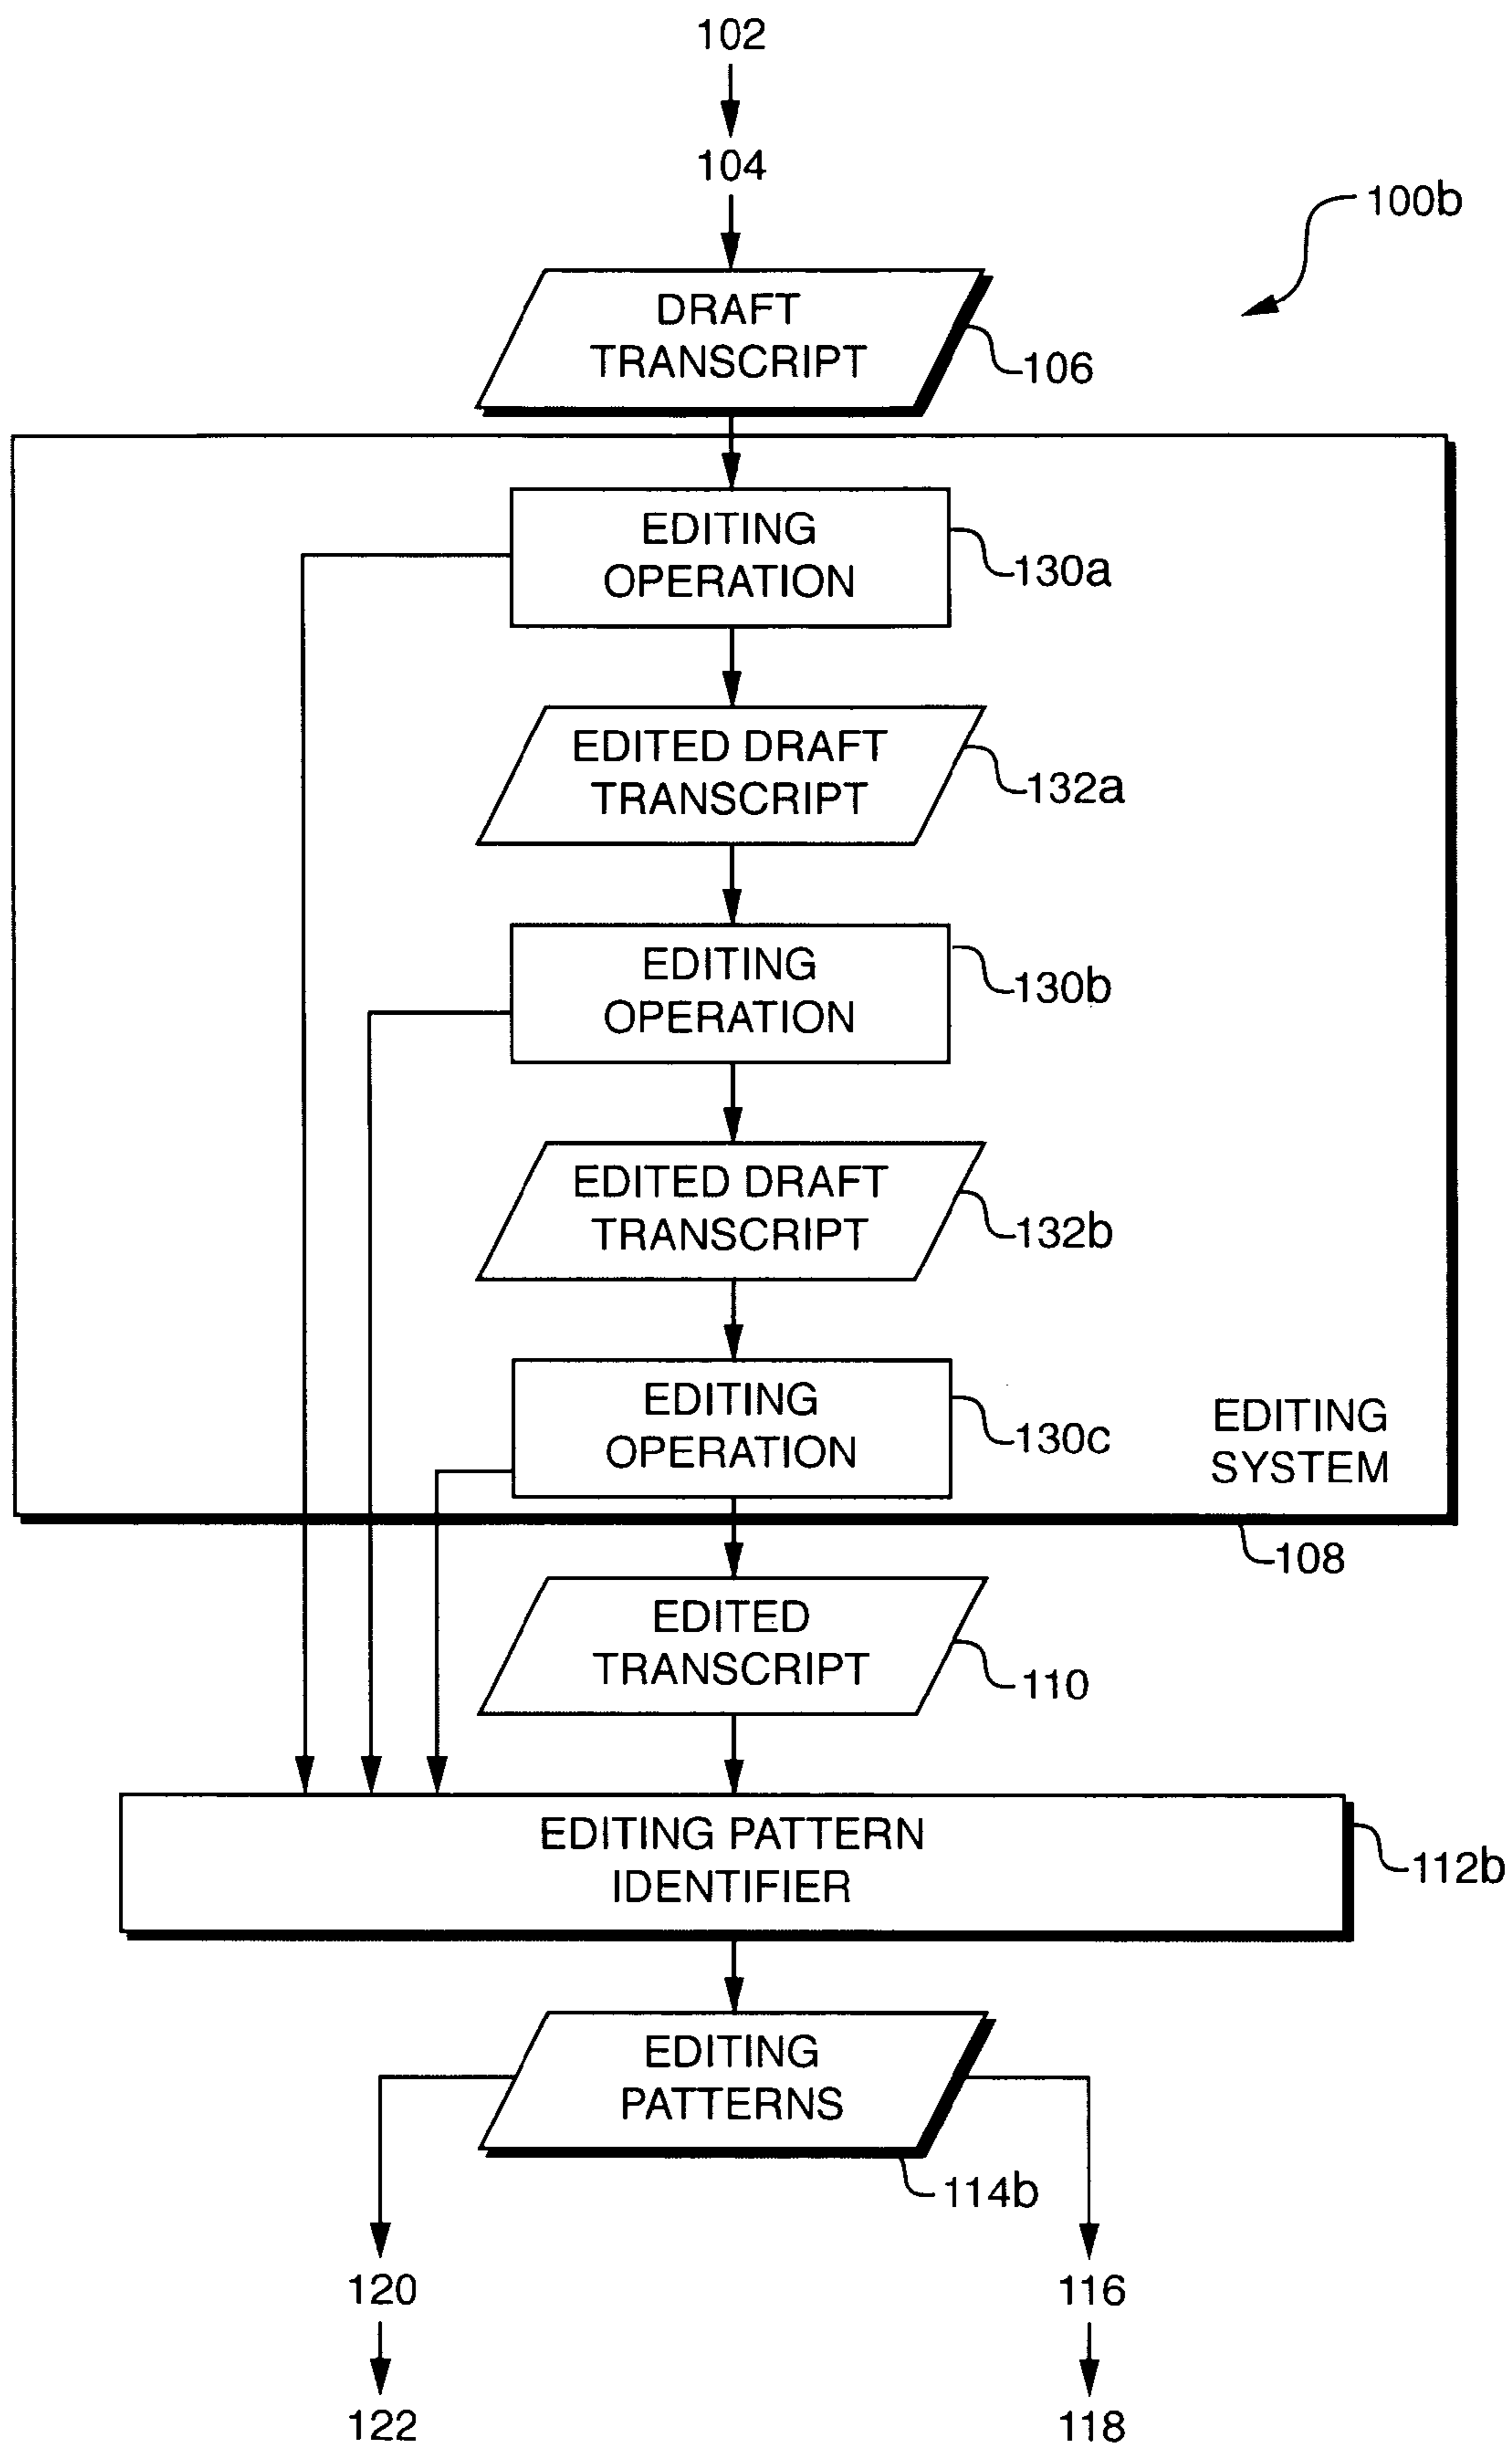 102
104
100b
DRAFT
TRANSCRIPT
106
EDITING
OPERATION
130a
EDITED DRAFT
TRANSCRIPT
132a
EDITING
OPERATION
130b
EDITED DRAFT
TRANSCRIPT
132b
EDITING
OPERATION
130c
EDITING
SYSTEM
108
EDITED
TRANSCRIPT
110
EDITING PATTERN
IDENTIFIER
112b
EDITING
PATTERNS
114b
120
116
122
118